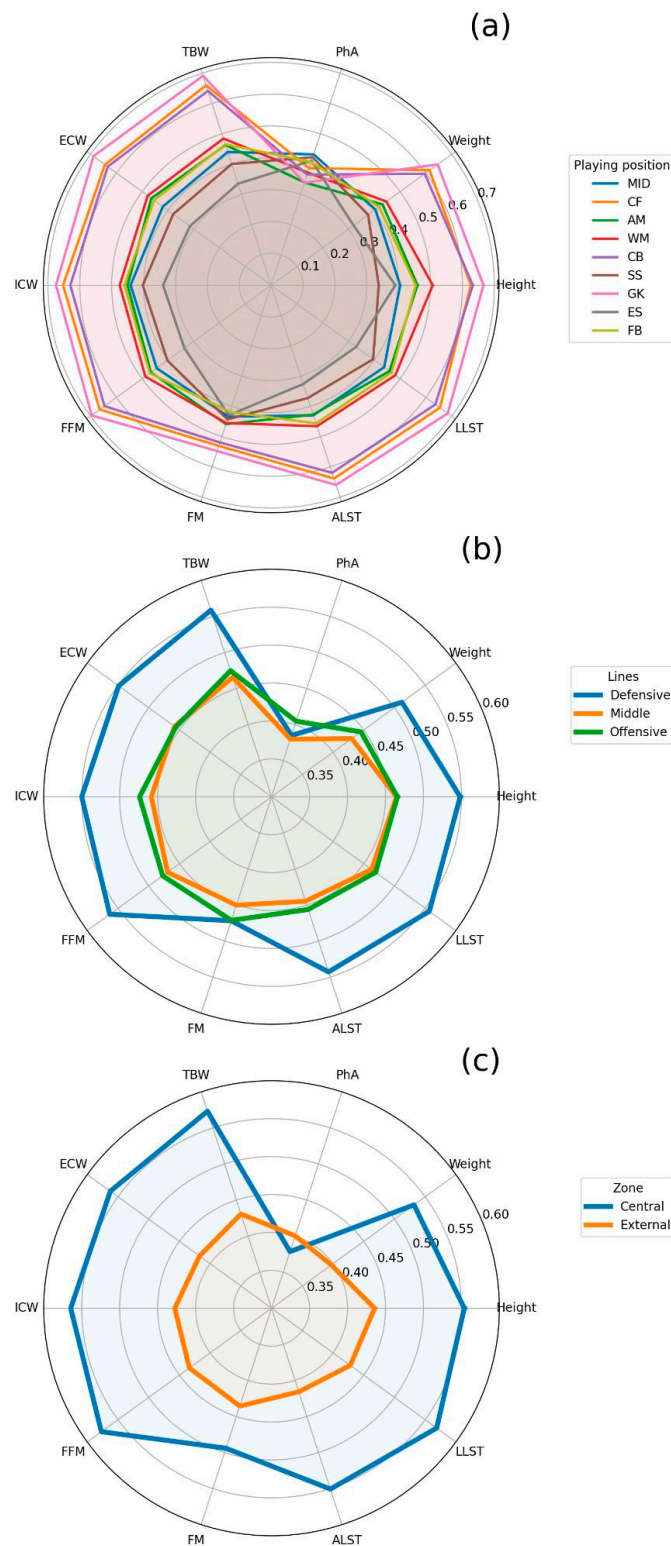 (a)
TBW
PhA
ECW
Weight
0.7
0.6
0.5
0.4
0.3
0.2
0.1
ICW
Height
FFM
LLST
FM
ALST
Playing position
MID
CF
AM
WM
CB
SS
GK
ES
FB
(b)
TBW
PhA
ECW
Weight
0.60
0.55
0.50
0.45
0.40
0.35
ICW
Height
FFM
LLST
FM
ALST
Lines
Defensive
Middle
Offensive
(c)
TBW
PhA
ECW
Weight
0.60
0.55
0.50
0.45
0.40
0.35
ICW
Height
FFM
LLST
FM
ALST
Zone
Central
External